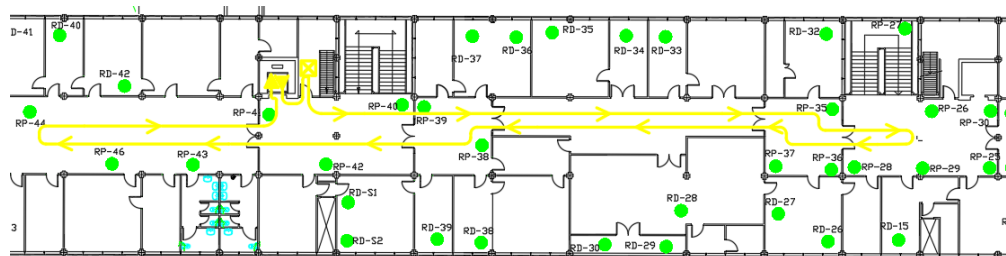 RD-40
D-41
RD-42
RP-44
RP-4
RP-46
RP-43
RP-42
RP-40
RP-39
RP-38
RD-37
RD-36
RD-35
RD-34
RD-33
RD-32
RP-27
RP-35
RP-26
RP-30
RP-37
RP-36
RP-28
RP-29
RP-25
RD-S1
RD-S2
RD-39
RD-38
RD-30
RD-29
RD-28
RD-27
RD-26
RD-15
3